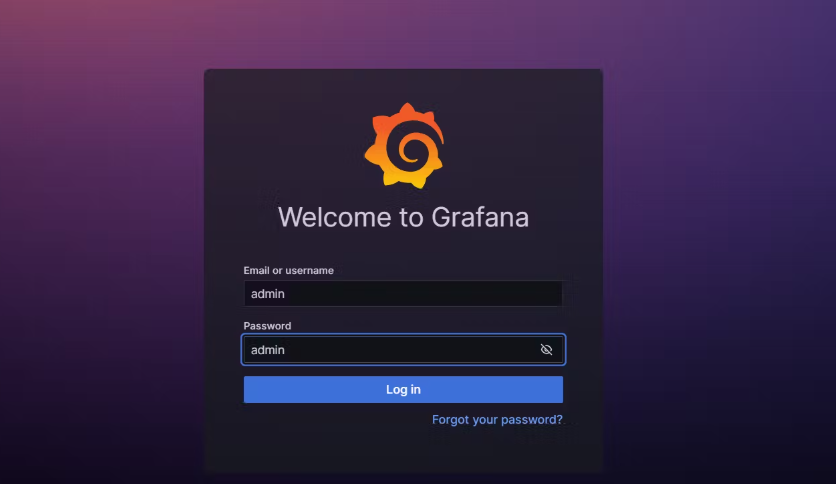 Welcome to Grafana
Email or username
admin
Password
admin
Log in
Forgot your password?